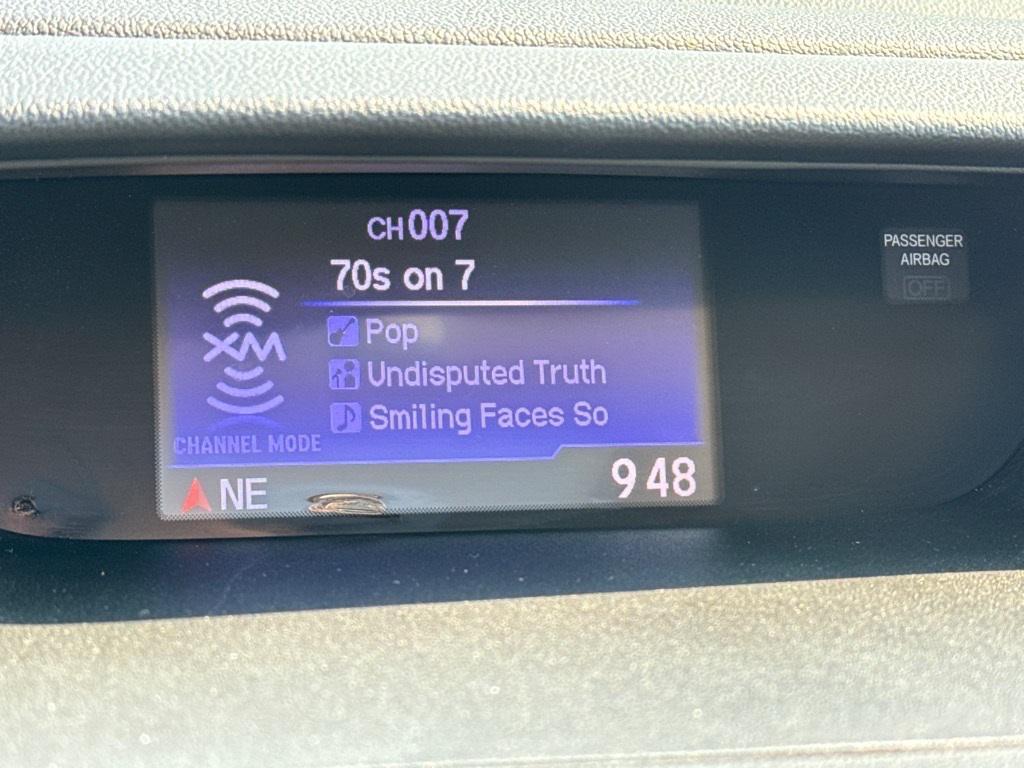 CH007
70s on 7
XM
Pop
Undisputed Truth
Smiling Faces So
CHANNEL MODE
NE
9 48
PASSENGER
AIRBAG
OFF